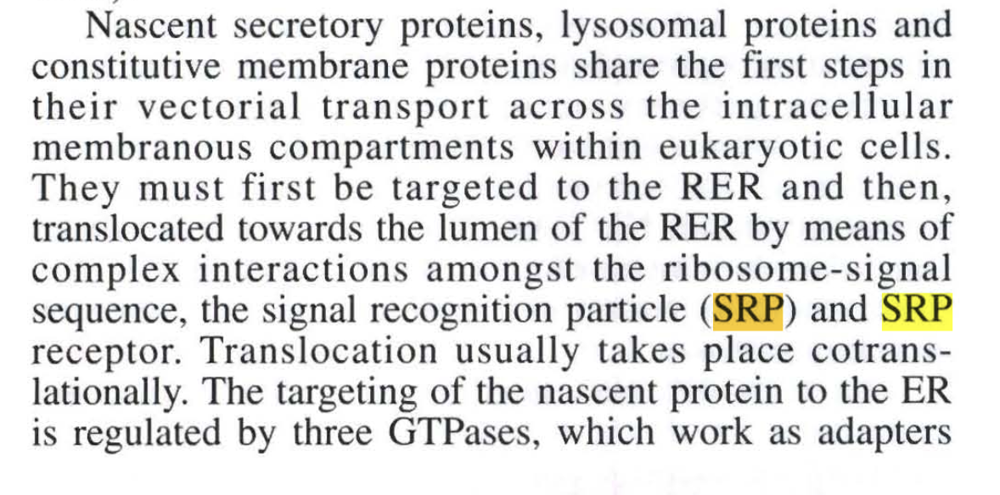 Nascent secretory proteins, lysosomal proteins and
constitutive membrane proteins share the first steps in
their vectorial transport across the intracellular
membranous compartments within eukaryotic cells.
They must first be targeted to the RER and then,
translocated towards the lumen of the RER by means of
complex interactions amongst the ribosome-signal
sequence, the signal recognition particle (SRP) and SRP
receptor. Translocation usually takes place cotrans-
lationally. The targeting of the nascent protein to the ER
is regulated by three GTPases, which work as adapters